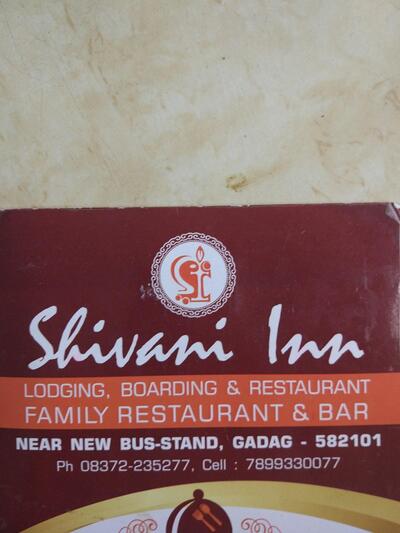 Shivani Inn
LODGING, BOARDING & RESTAURANT
FAMILY RESTAURANT & BAR
NEAR NEW BUS-STAND, GADAG - 582101
Ph 08372-235277, Cell : 7899330077